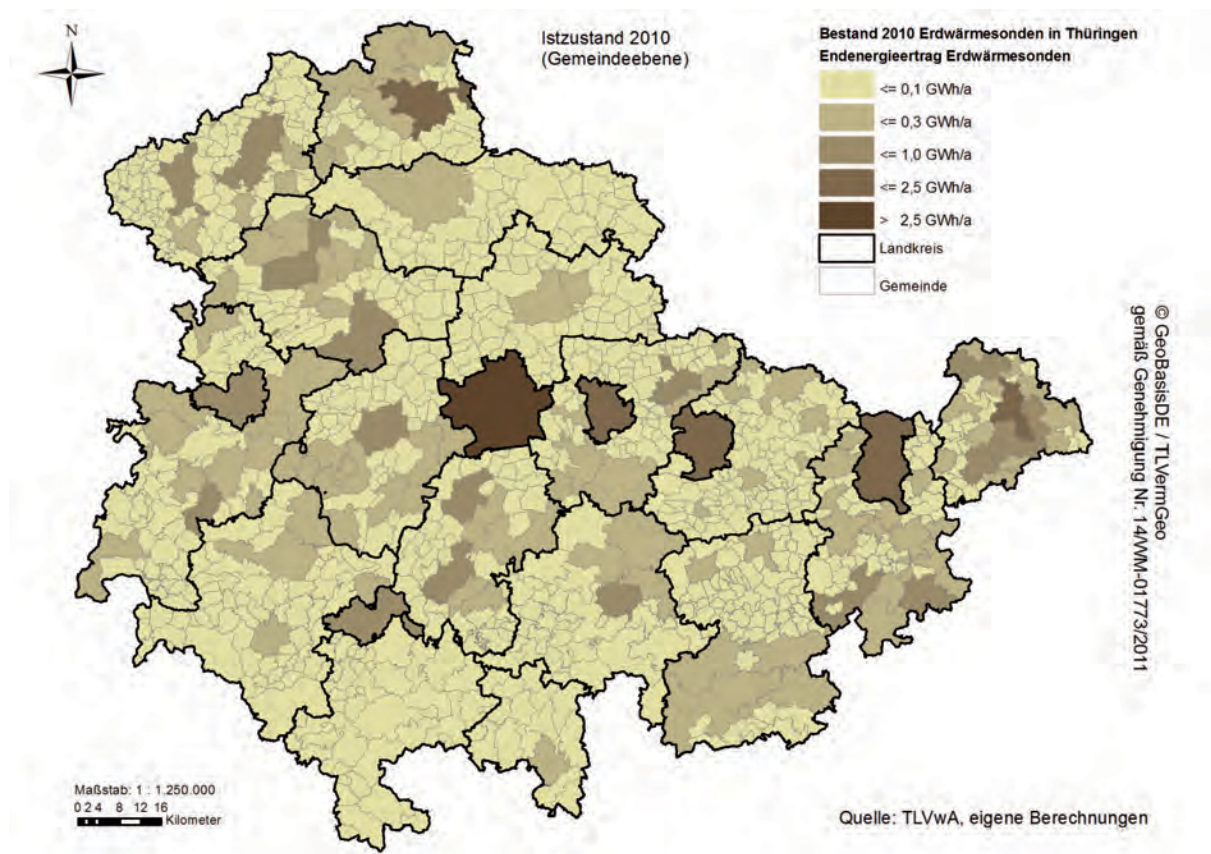 N
Istzustand 2010
(Gemeindeebene)
Bestand 2010 Erdwärmesonden in Thüringen
Endenergieertrag Erdwärmesonden
<= 0,1 GWh/a
<= 0,3 GWh/a
<= 1,0 GWh/a
<= 2,5 GWh/a
> 2,5 GWh/a
Landkreis
Gemeinde
© GeoBasisDE / TLVermGeo
gemäß Genehmigung Nr. 14/WM-01773/2011
Maßstab: 1 : 1.250.000
0 2 4 8 12 16
Kilometer
Quelle: TLVwA, eigene Berechnungen